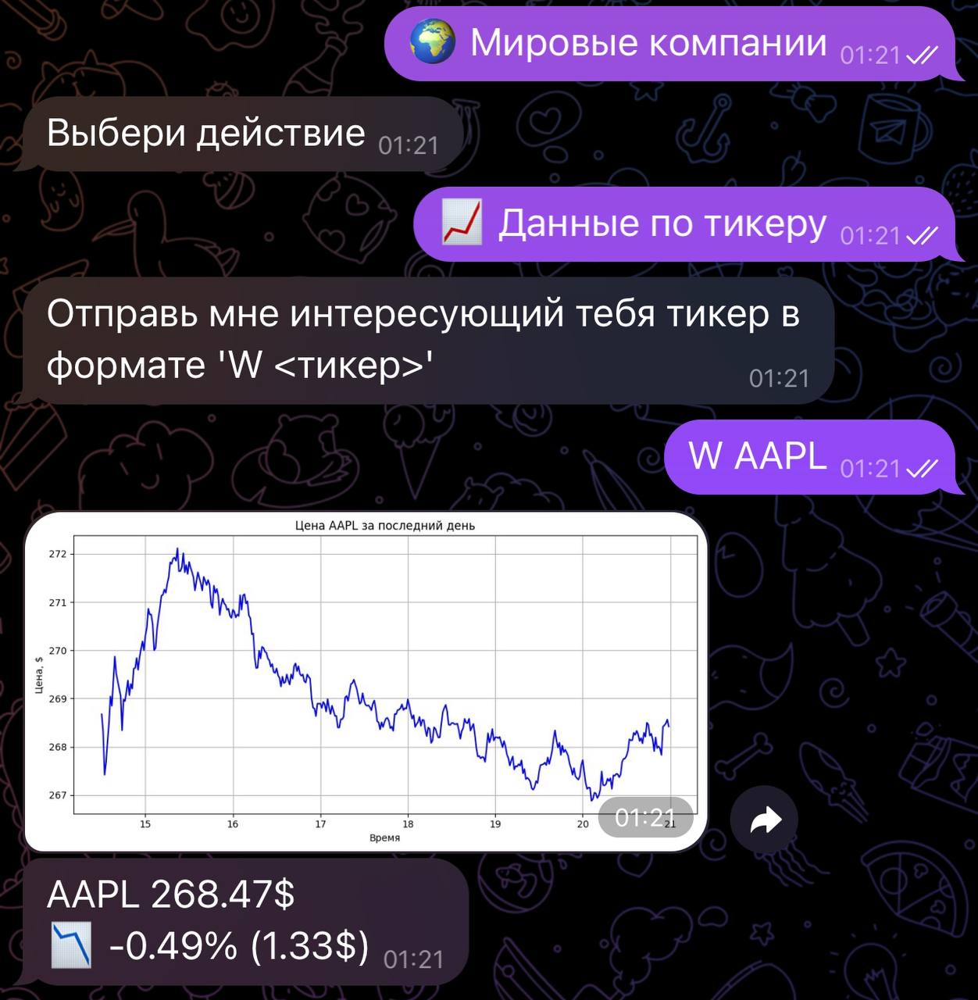 🌍 Мировые компании 01:21
Выбери действие 01:21
📈 Данные по тикеру 01:21
Отправь мне интересующий тебя тикер в
формате 'W <тикер>' 01:21
W AAPL 01:21
Цена AAPL за последний день
272
271
270
269
268
267
Цена, $
15 16 17 18 19 20 21
Время
01:21
AAPL 268.47$
📉 -0.49% (1.33$) 01:21